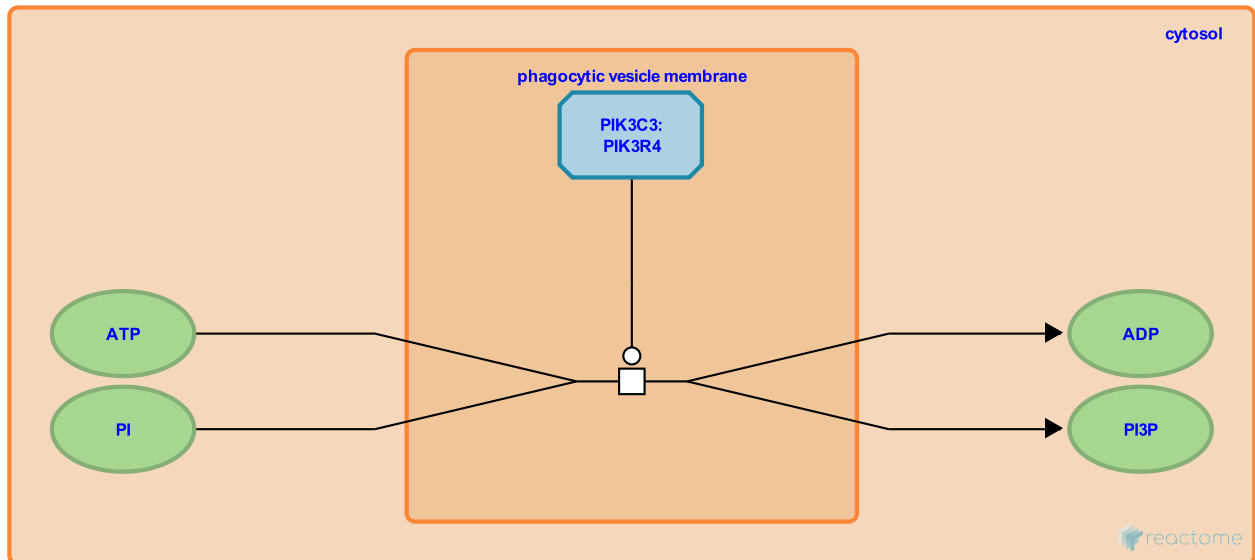 cytosol
phagocytic vesicle membrane
PIK3C3:
PIK3R4
ATP
ADP
PI
PI3P
reactome